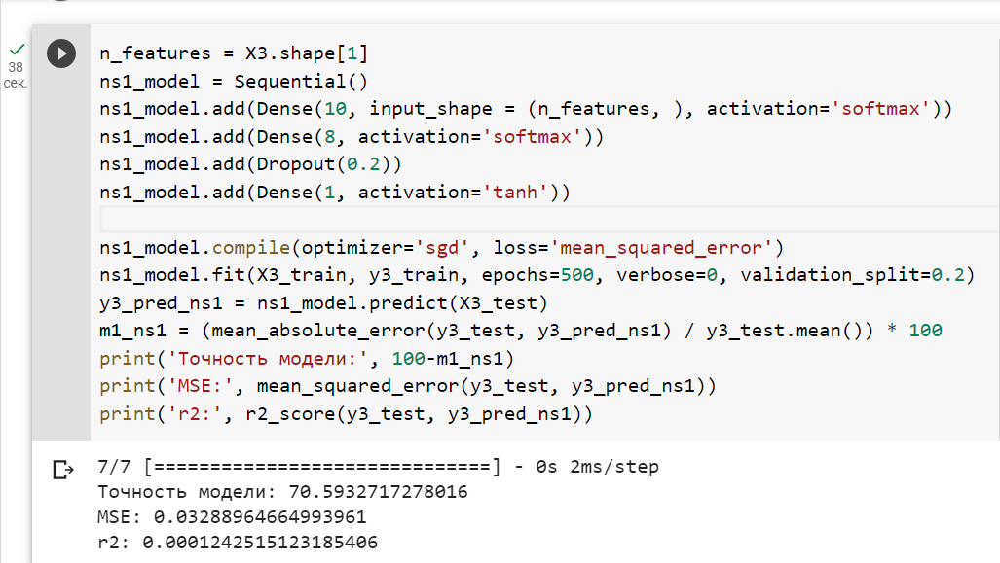 38
сек.
n_features = X3.shape[1]
ns1_model = Sequential()
ns1_model.add(Dense(10, input_shape = (n_features, ), activation='softmax'))
ns1_model.add(Dense(8, activation='softmax'))
ns1_model.add(Dropout(0.2))
ns1_model.add(Dense(1, activation='tanh'))
ns1_model.compile(optimizer='sgd', loss='mean_squared_error')
ns1_model.fit(X3_train, y3_train, epochs=500, verbose=0, validation_split=0.2)
y3_pred_ns1 = ns1_model.predict(X3_test)
m1_ns1 = (mean_absolute_error(y3_test, y3_pred_ns1) / y3_test.mean()) * 100
print('Точность модели:', 100-m1_ns1)
print('MSE:', mean_squared_error(y3_test, y3_pred_ns1))
print('r2:', r2_score(y3_test, y3_pred_ns1))
7/7 [==============================] - 0s 2ms/step
Точность модели: 70.5932717278016
MSE: 0.03288964664993961
r2: 0.0001242515123185406